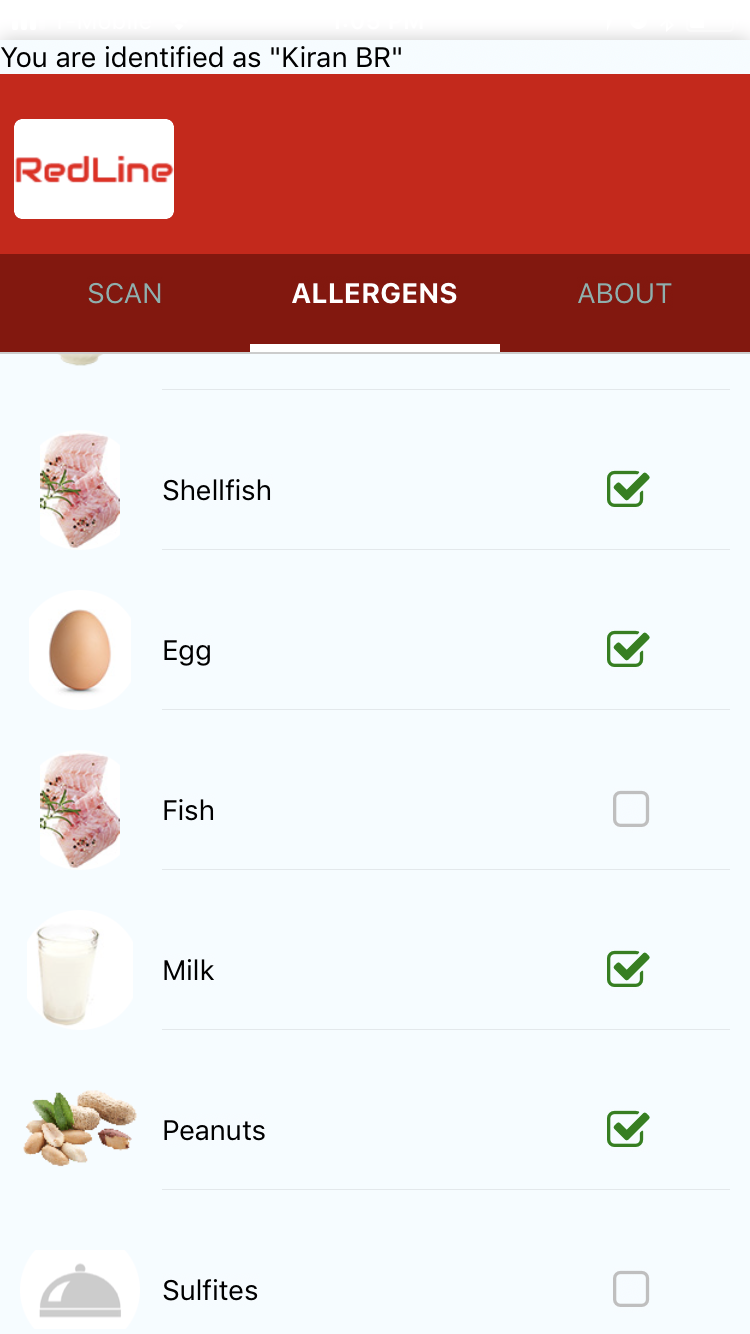 You are identified as "Kiran BR"
RedLine
SCAN
ALLERGENS
ABOUT
Shellfish
Egg
Fish
Milk
Peanuts
Sulfites